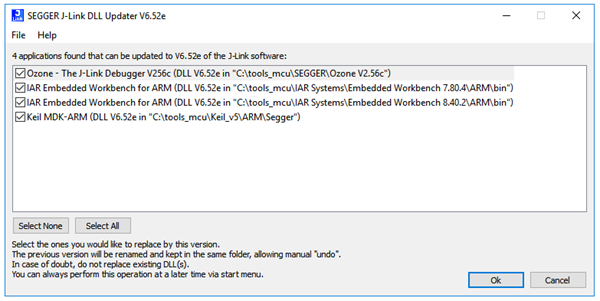 SEGGER J-Link DLL Updater V6.52e
File Help
4 applications found that can be updated to V6.52e of the J-Link software:
Ozone - The J-Link Debugger V256c (DLL V6.52e in "C:\tools_mcu\SEGGER\Ozone V2.56c")
IAR Embedded Workbench for ARM (DLL V6.52e in "C:\tools_mcu\IAR Systems\Embedded Workbench 7.80.4\ARM\bin")
IAR Embedded Workbench for ARM (DLL V6.52e in "C:\tools_mcu\IAR Systems\Embedded Workbench 8.40.2\ARM\bin")
Keil MDK-ARM (DLL V6.52e in "C:\tools_mcu\Keil_v5\ARM\Segger")
Select None Select All
Select the ones you would like to replace by this version.
The previous version will be renamed and kept in the same folder, allowing manual "undo".
In case of doubt, do not replace existing DLL(s).
You can always perform this operation at a later time via start menu.
Ok Cancel